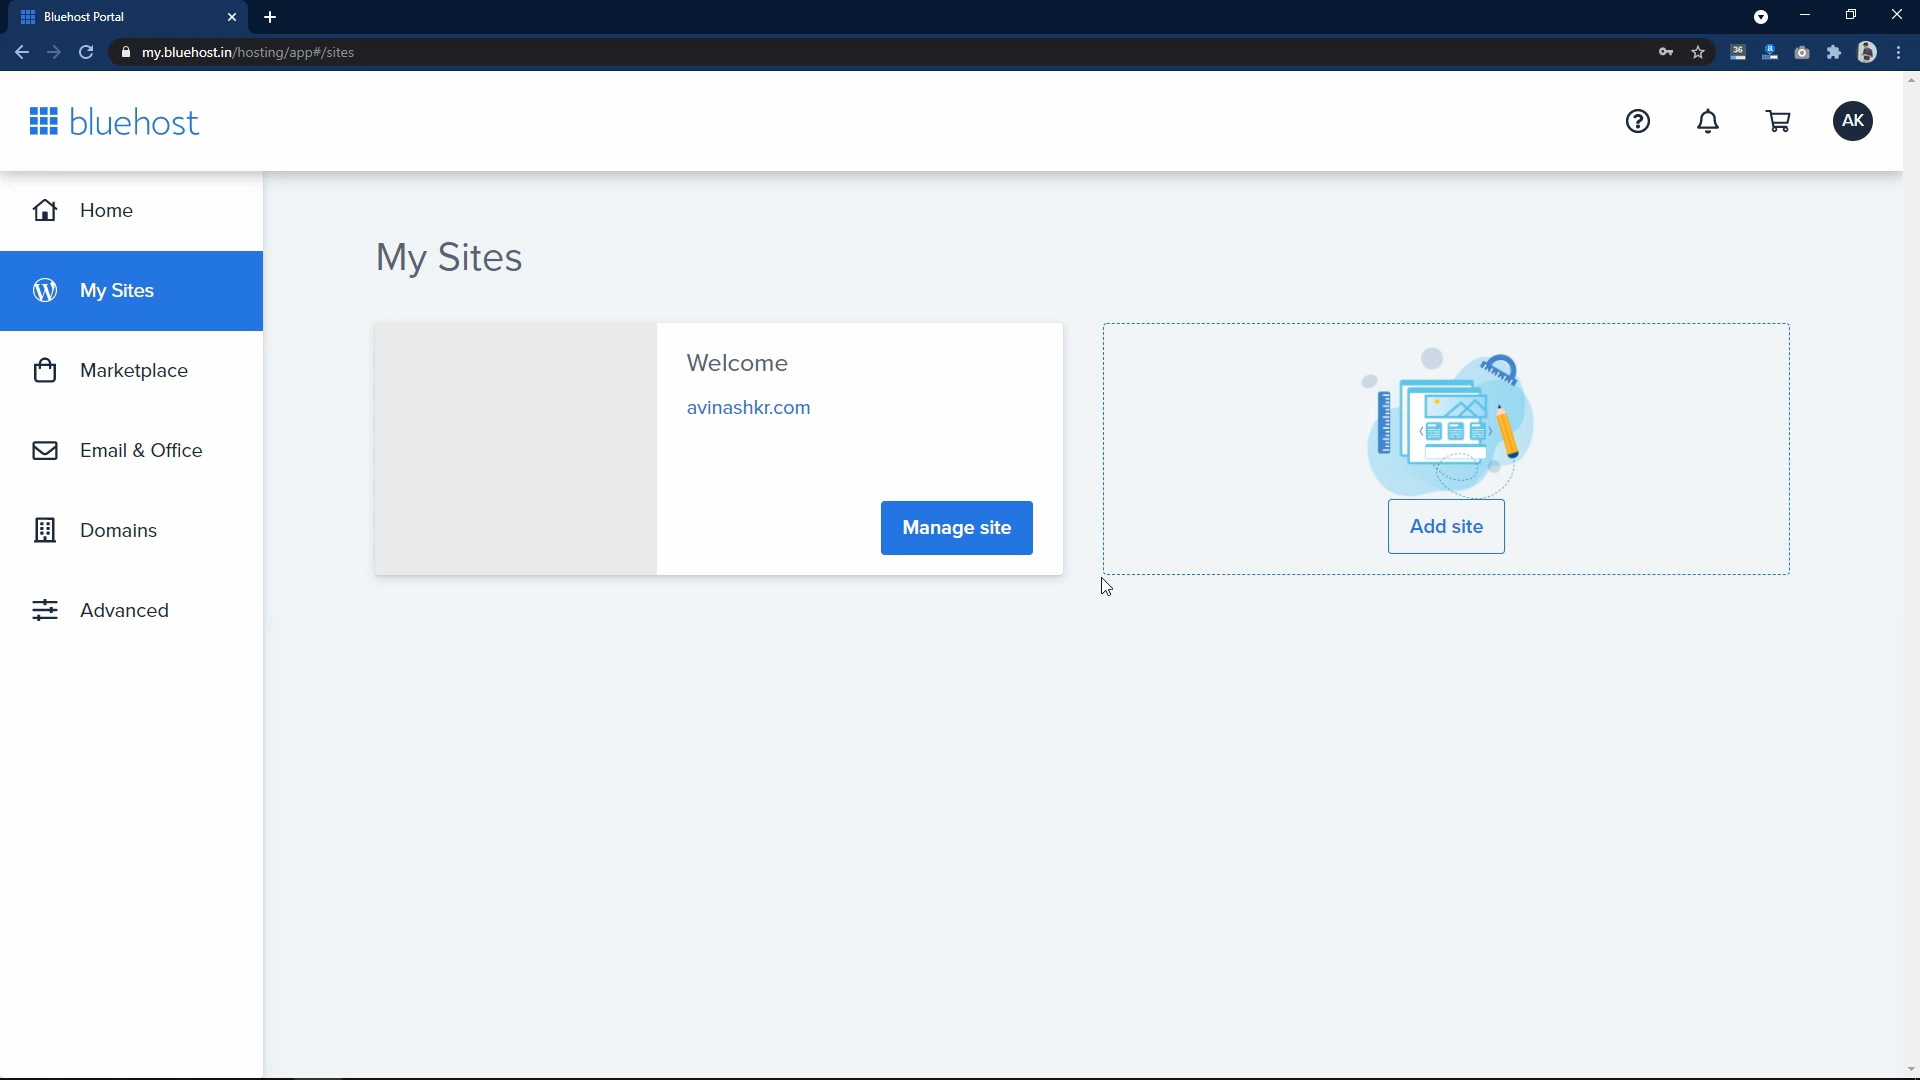 Bluehost Portal
my.bluehost.in/hosting/app#/sites
36
a
bluehost
AK
Home
My Sites
Marketplace
Email & Office
Domains
Advanced
My Sites
Welcome
avinashkr.com
Manage site
Add site